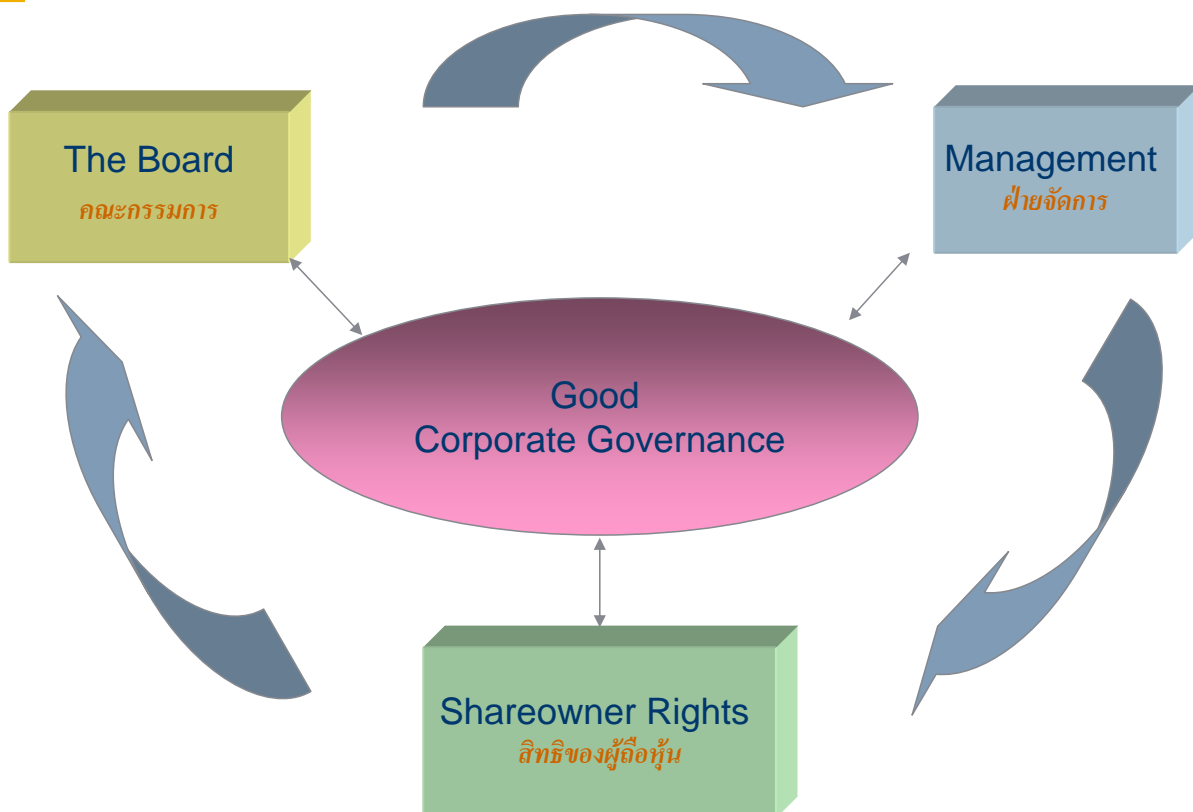 The Board
คณะกรรมการ
Management
ฝ่ายจัดการ
Good
Corporate Governance
Shareowner Rights
สิทธิของผู้ถือหุ้น